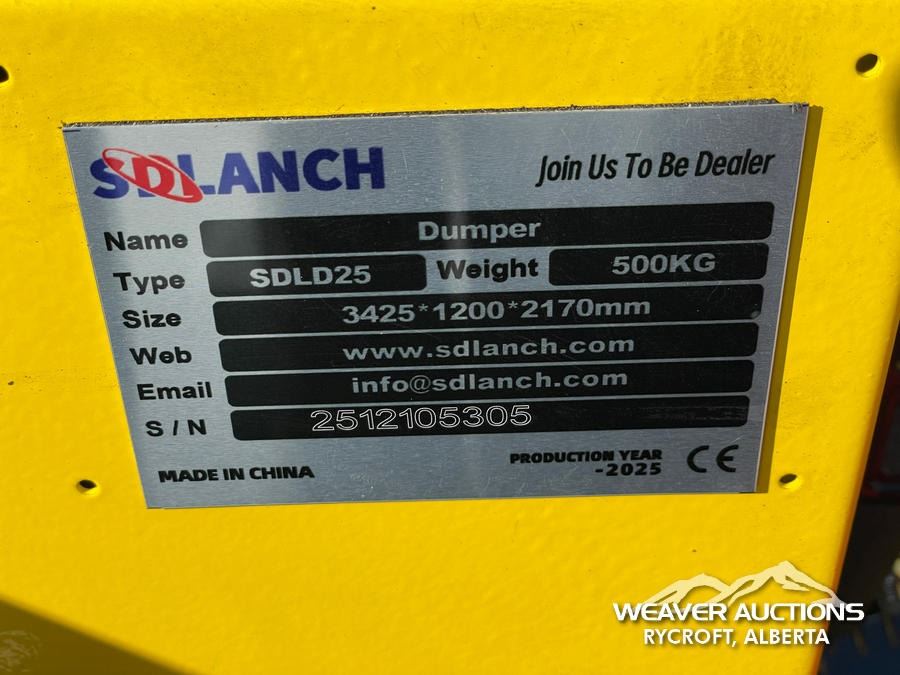 SDLANCH
Join Us To Be Dealer
Name Dumper
Type SDLD25 Weight 500KG
Size 3425*1200*2170mm
Web www.sdlanch.com
Email info@sdlanch.com
S / N 2512105305
MADE IN CHINA
PRODUCTION YEAR
-2025
CE
WEAVER AUCTIONS
RYCROFT, ALBERTA